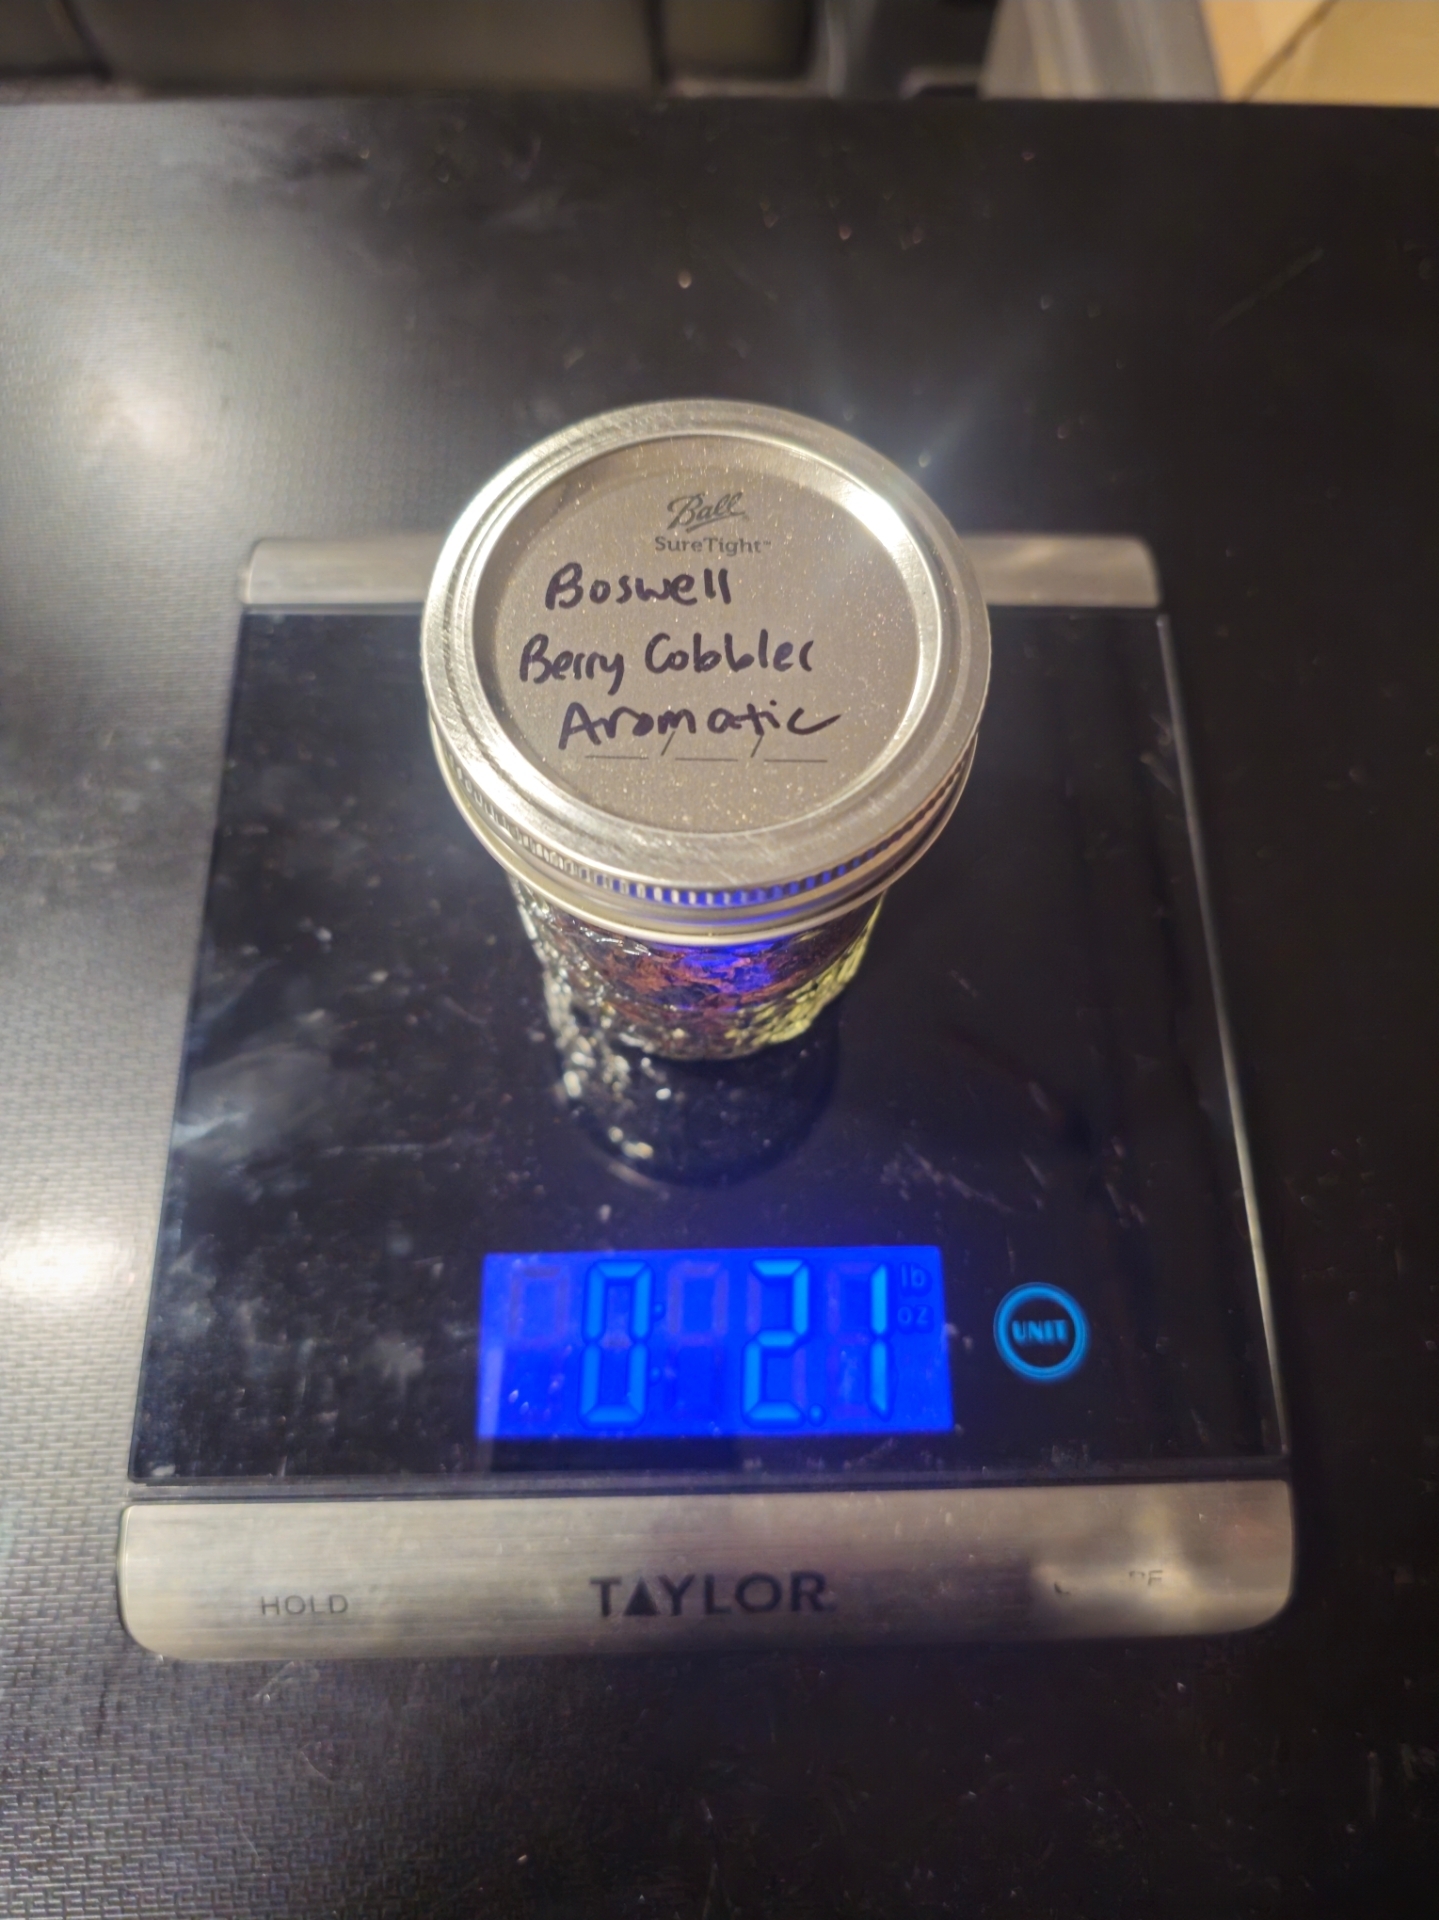 Ball
SureTight™
Boswell
Berry Cobbler
Aromatic
0: 2.1 lb
oz
UNIT
HOLD
TAYLOR